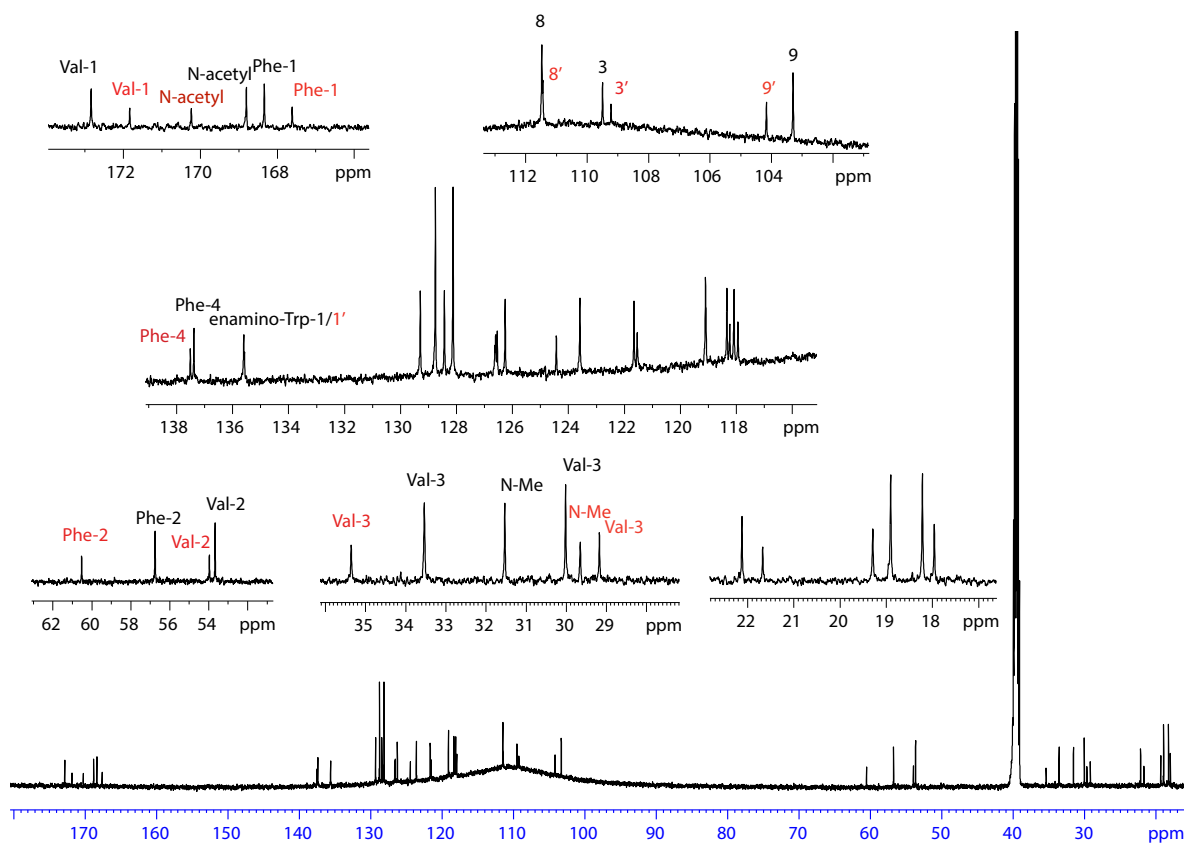 8
Val-1
N-acetyl
Phe-1
3
9
Val-1
8'
Phe-1
N-acetyl
3'
9'
172 170 168 ppm
112 110 108 106 104 ppm
Phe-4
enamino-Trp-1/1'
Phe-4
138 136 134 132 130 128 126 124 122 120 118 ppm
Val-3
Val-3
N-Me
Val-2
Phe-2
Phe-2
Val-2
Val-3
N-Me
Val-3
62 60 58 56 54 ppm
35 34 33 32 31 30 29 ppm
22 21 20 19 18 ppm
170 160 150 140 130 120 110 100 90 80 70 60 50 40 30 ppm